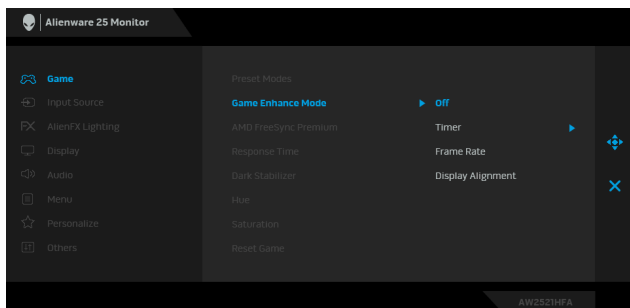 Alienware 25 Monitor
Game
Input Source
FX AlienFX Lighting
Display
Audio
Menu
Personalize
Others
Preset Modes
Game Enhance Mode
AMD FreeSync Premium
Response Time
Dark Stabilizer
Hue
Saturation
Reset Game
Off
Timer
Frame Rate
Display Alignment
AW2521HFA